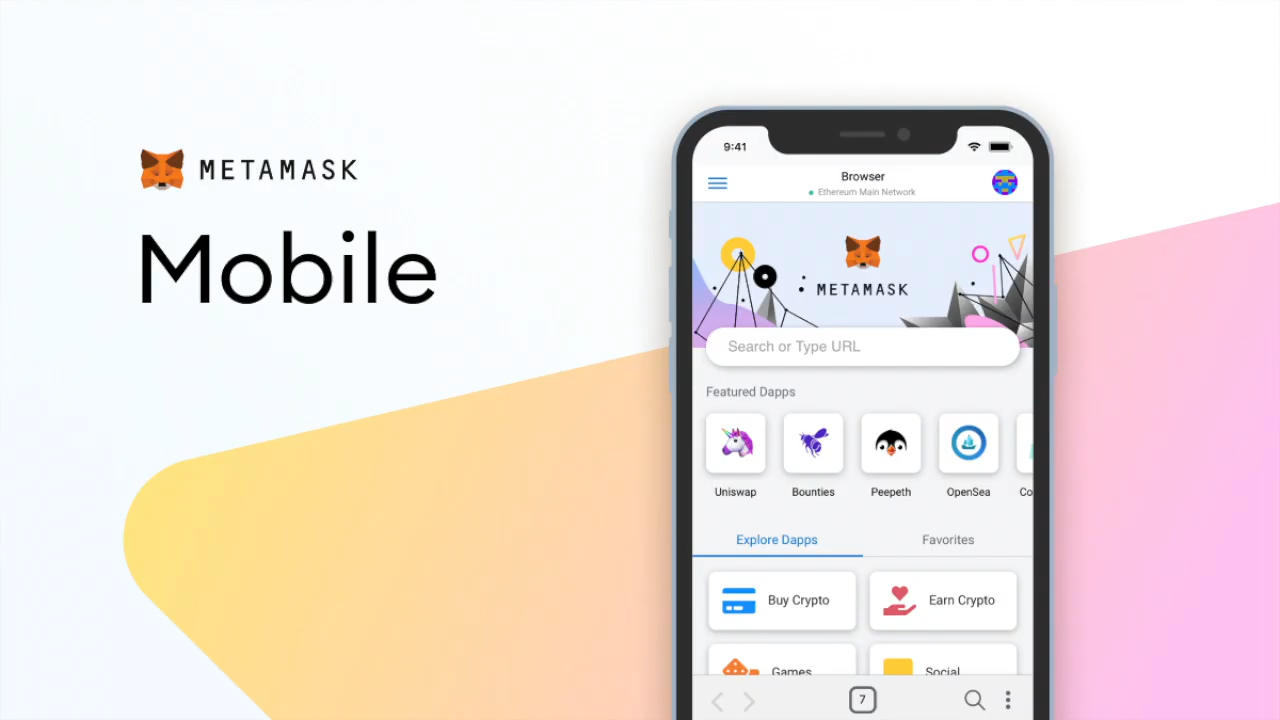 METAMASK
Mobile
9:41
Browser
Ethereum Main Network
METAMASK
Search or Type URL
Featured Dapps
Uniswap
Bounties
Peepeth
OpenSea
Co
Explore Dapps
Favorites
Buy Crypto
Earn Crypto
Games
Social
7